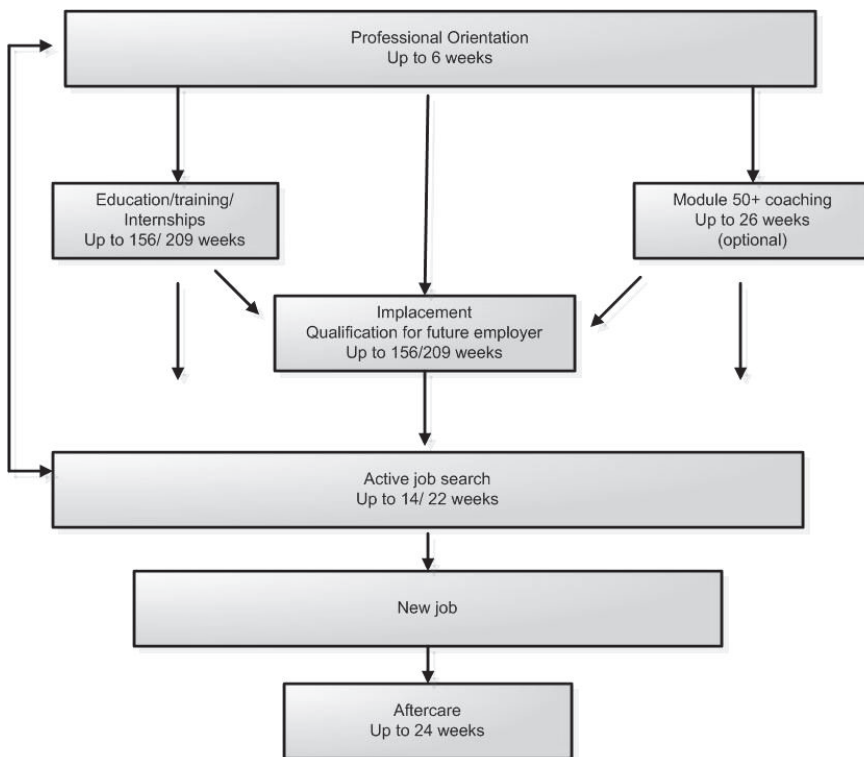 Professional Orientation
Up to 6 weeks
Education/training/
Internships
Up to 156/ 209 weeks
Module 50+ coaching
Up to 26 weeks
(optional)
Implacement
Qualification for future employer
Up to 156/209 weeks
Active job search
Up to 14/ 22 weeks
New job
Aftercare
Up to 24 weeks